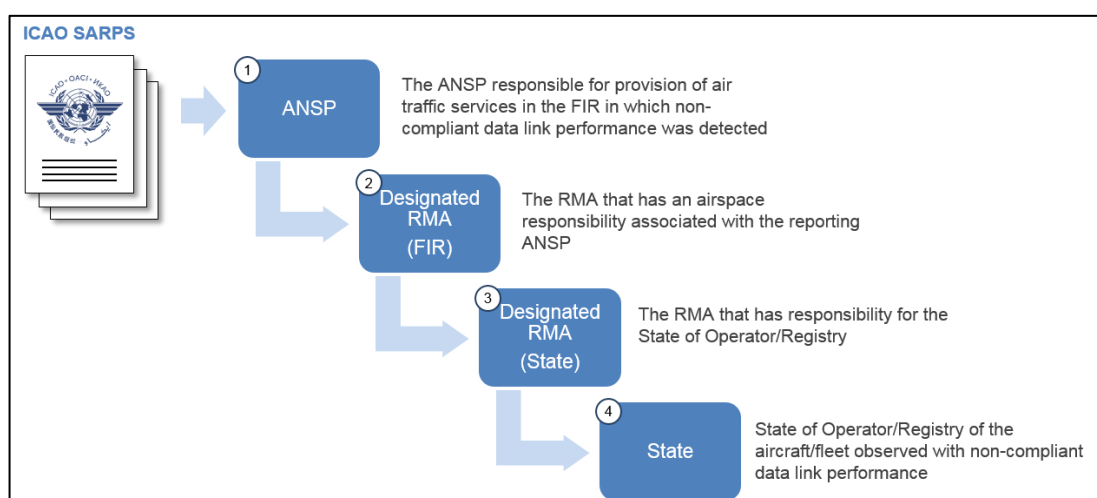 ICAO SARPS
ICAO · OACI · ИКАО
1
ANSP
The ANSP responsible for provision of air
traffic services in the FIR in which non-
compliant data link performance was detected
2
Designated
RMA
(FIR)
The RMA that has an airspace
responsibility associated with the reporting
ANSP
3
Designated
RMA
(State)
The RMA that has responsibility for the
State of Operator/Registry
4
State
State of Operator/Registry of the
aircraft/fleet observed with non-compliant
data link performance